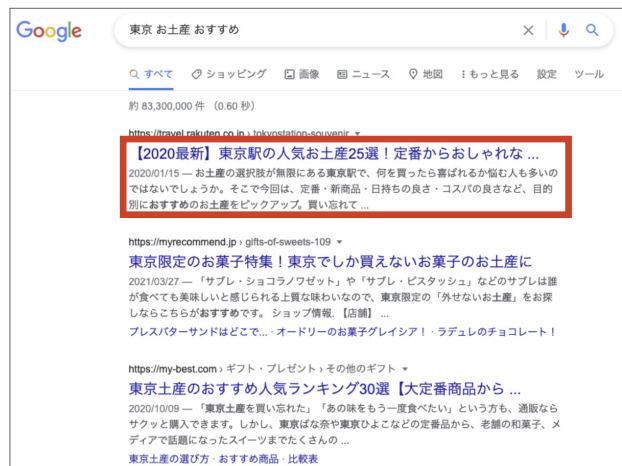 Google
東京 お土産 おすすめ
すべて ショッピング 画像 ニュース 地図 もっと見る 設定 ツール
約 83,300,000 件 （0.60 秒）
https://travel.rakuten.co.jp › tokyostation-souvenir
【2020最新】東京駅の人気お土産25選！定番からおしゃれな ...
2020/01/15 — お土産の選択肢が無限にある東京駅で、何を買ったら喜ばれるか悩む人も多いの
ではないでしょうか。そこで今回は、定番・新商品・日持ちの良さ・コスパの良さなど、目的
別におすすめのお土産をピックアップ。買い忘れて ...
https://myrecommend.jp › gifts-of-sweets-109
東京限定のお菓子特集！東京でしか買えないお菓子のお土産に
2021/03/27 — 「サブレ・ショコラノワゼット」や「サブレ・ピスタッシュ」などのサブレは誰
が食べても美味しいと感じられる上質な味わいなので、東京限定の「外せないお土産」をお探
しならこちらがおすすめです。 ショップ情報. 【店舗】 ...
プレスバターサンドはどこで... · オードリーのお菓子グレイシア！ · ラデュレのチョコレート！
https://my-best.com › ギフト・プレゼント › その他のギフト
東京土産のおすすめ人気ランキング30選【大定番商品から ...
2020/10/09 — 「東京土産を買い忘れた」「あの味をもう一度食べたい」という方も、通販なら
サクッと購入できます。しかし、東京ばな奈や東京ひよこなどの定番品から、老舗の和菓子、メ
ディアで話題になったスイーツまでたくさんの ...
東京土産の選び方 · おすすめ商品 · 比較表